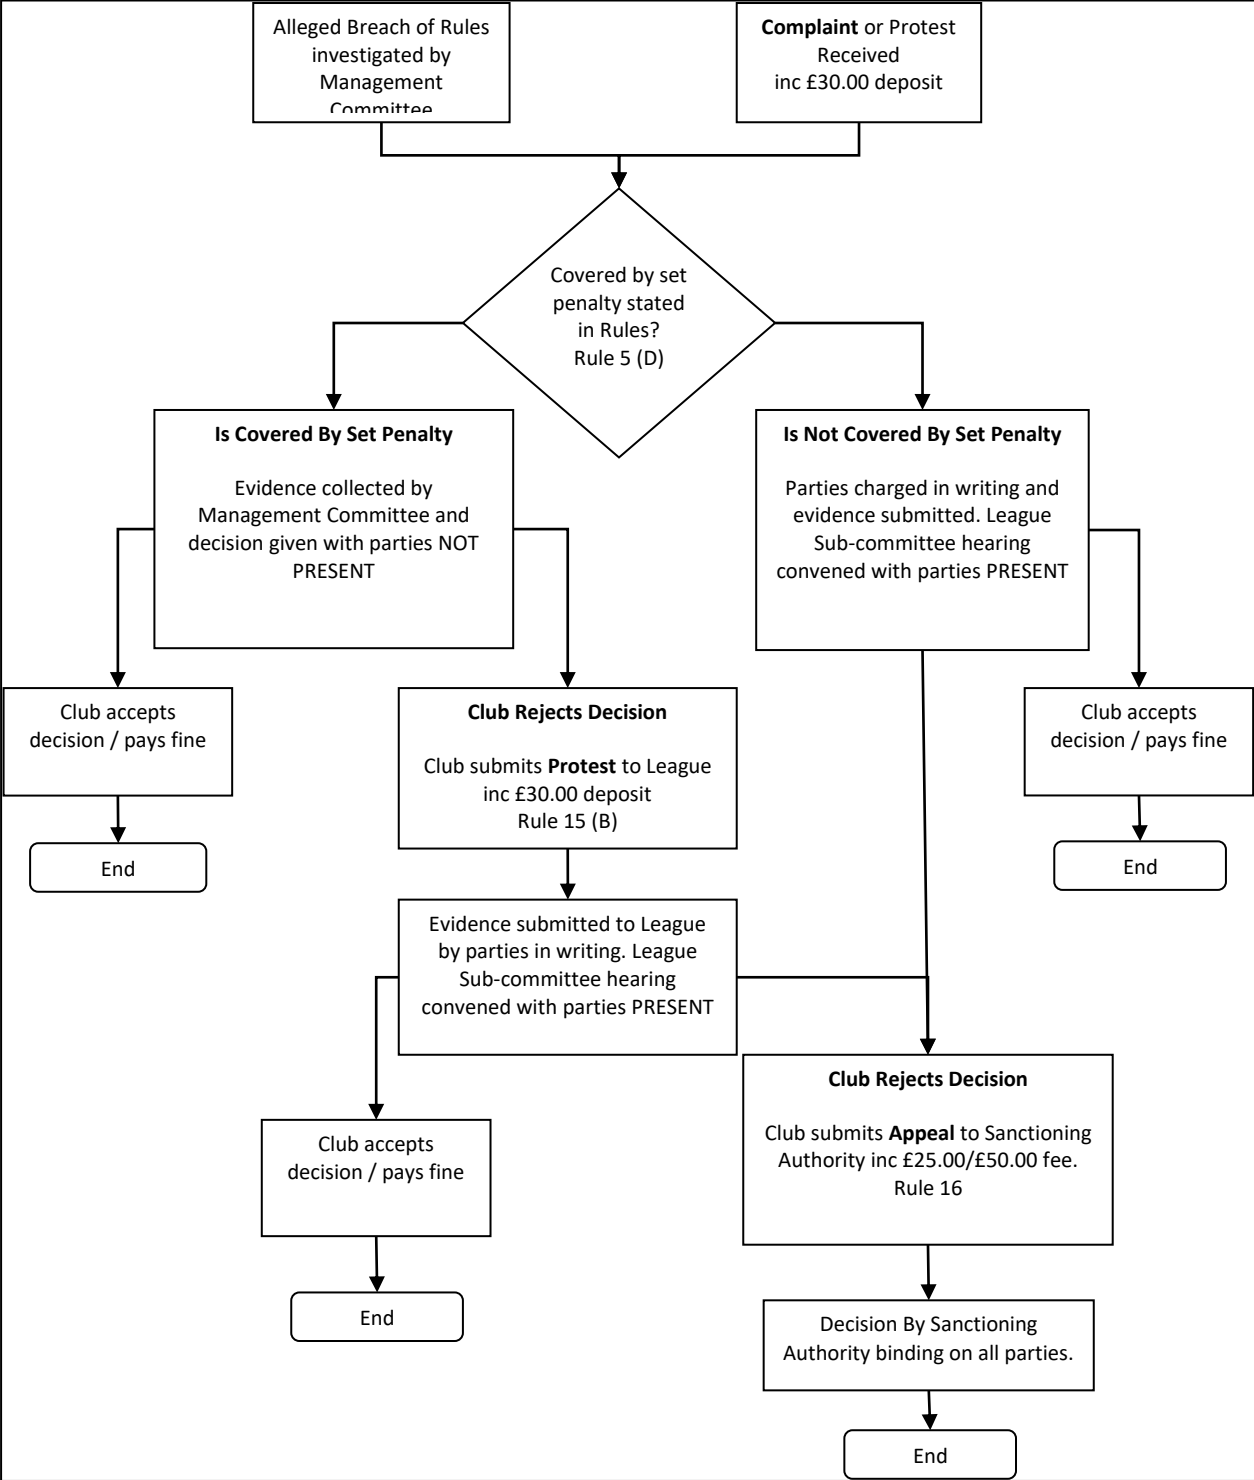 Alleged Breach of Rules
investigated by
Management
Committee
Complaint or Protest
Received
inc £30.00 deposit
Covered by set
penalty stated
in Rules?
Rule 5 (D)
Is Covered By Set Penalty
Evidence collected by
Management Committee and
decision given with parties NOT
PRESENT
Is Not Covered By Set Penalty
Parties charged in writing and
evidence submitted. League
Sub-committee hearing
convened with parties PRESENT
Club accepts
decision / pays fine
Club Rejects Decision
Club submits Protest to League
inc £30.00 deposit
Rule 15 (B)
Club accepts
decision / pays fine
End
End
Evidence submitted to League
by parties in writing. League
Sub-committee hearing
convened with parties PRESENT
Club Rejects Decision
Club submits Appeal to Sanctioning
Authority inc £25.00/£50.00 fee.
Rule 16
Club accepts
decision / pays fine
End
Decision By Sanctioning
Authority binding on all parties.
End